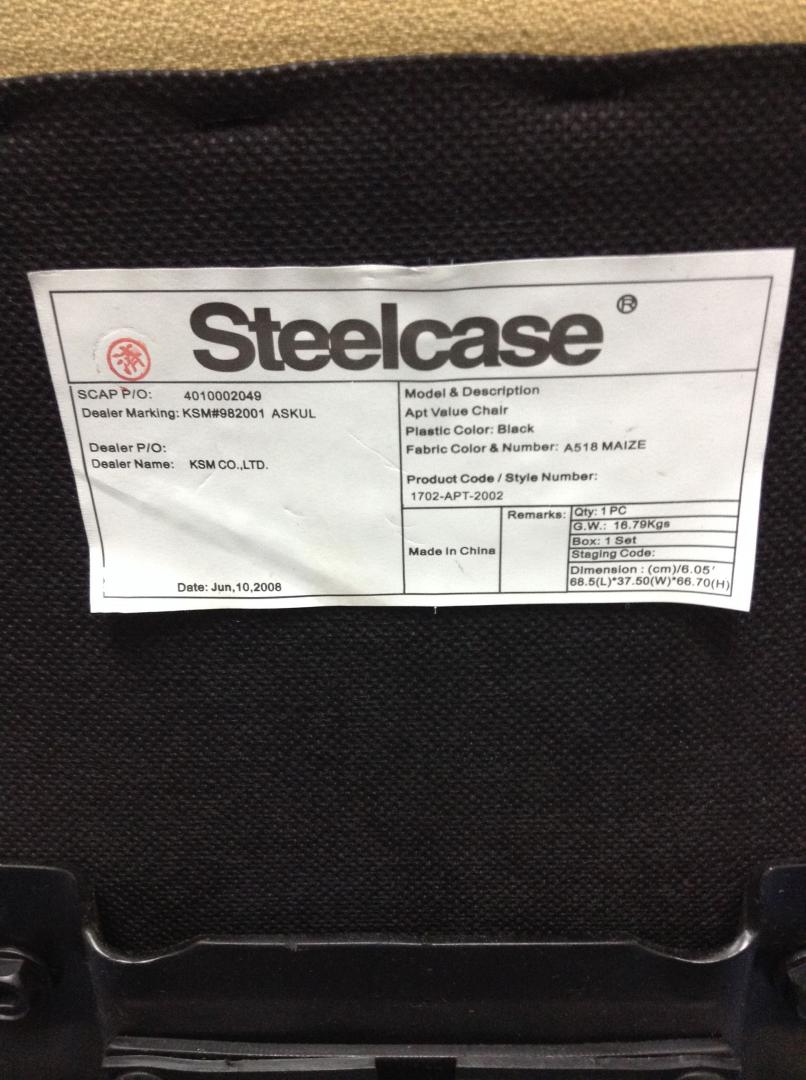 Steelcase ®
SCAP P/O: 4010002049
Dealer Marking: KSM#982001 ASKUL
Dealer P/O:
Dealer Name: KSM CO.,LTD.
Date: Jun,10,2008
Model & Description
Apt Value Chair
Plastic Color: Black
Fabric Color & Number: A518 MAIZE
Product Code / Style Number:
1702-APT-2002
Made in China
Remarks:
Qty: 1 PC
G.W.: 16.79Kgs
Box: 1 Set
Staging Code:
Dimension : (cm)/6.05'
68.5(L)*37.50(W)*66.70(H)